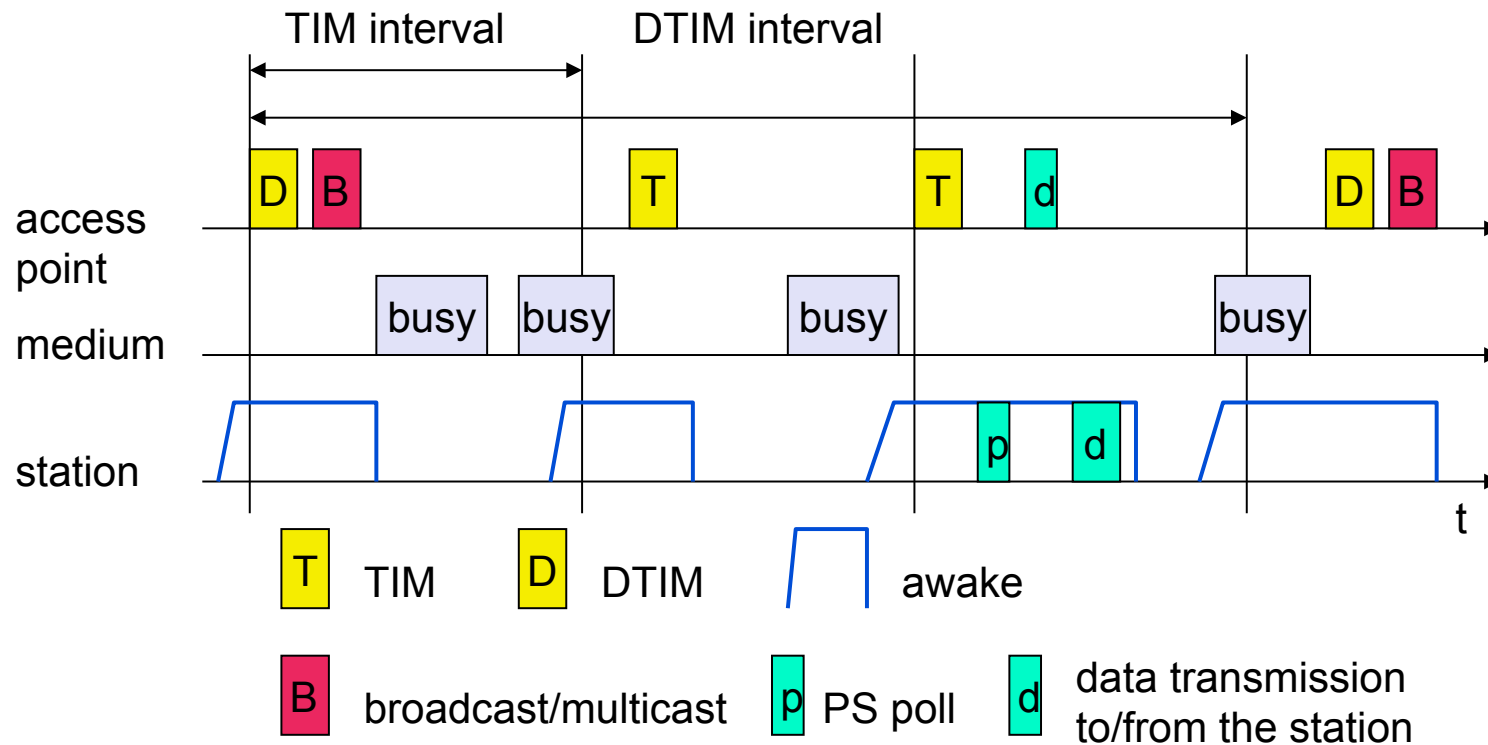 TIM interval DTIM interval
D B T T d D B
access
point
busy busy busy busy
medium
p d
station
t
T TIM D DTIM awake
B broadcast/multicast p PS poll d data transmission
to/from the station